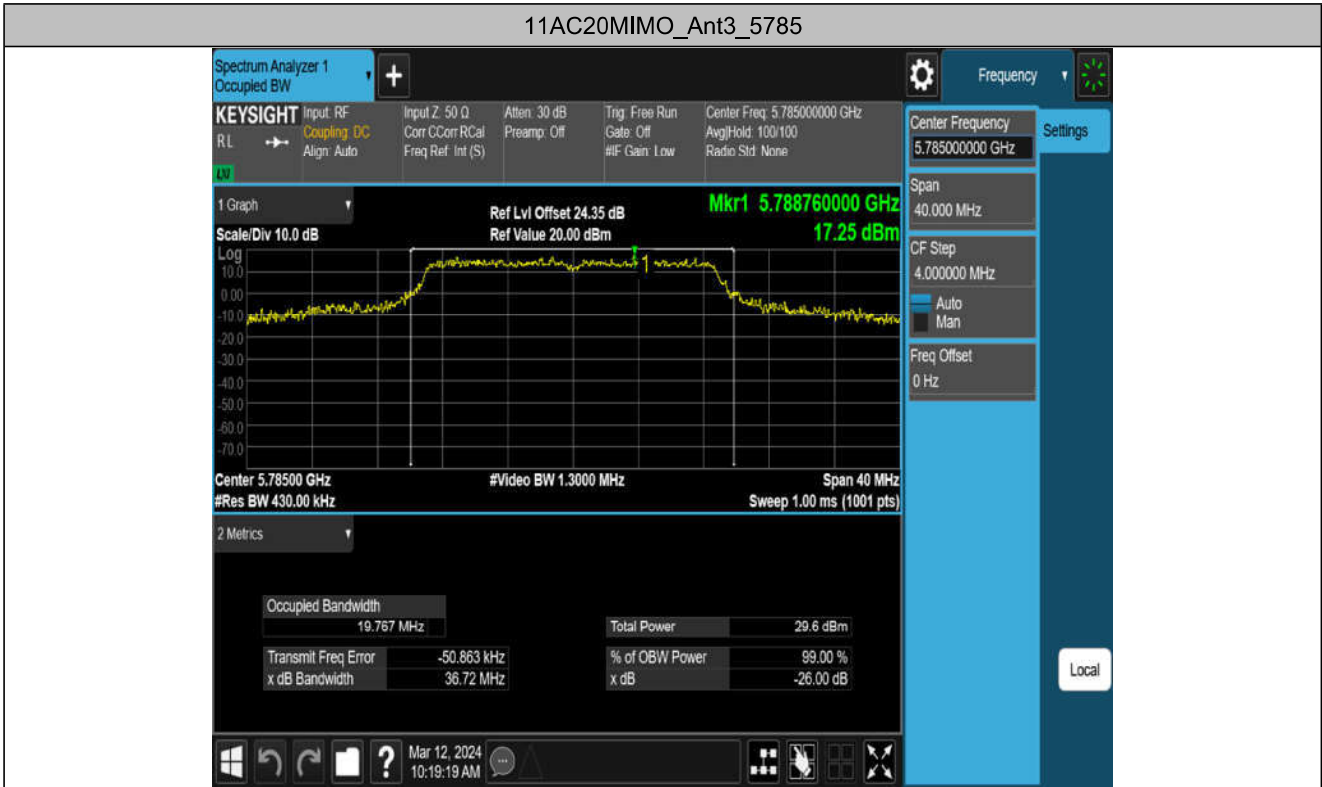 11AC20MIMO_Ant3_5785
Spectrum Analyzer 1
Occupied BW
+
Frequency
KEYSIGHT
RL
LXI
Input: RF
Coupling: DC
Align: Auto
Input Z: 50 Ω
Corr CCorr RCal
Freq Ref: Int (S)
Atten: 30 dB
Preamp: Off
Trig: Free Run
Gate: Off
#IF Gain: Low
Center Freq: 5.785000000 GHz
Avg|Hold: 100/100
Radio Std: None
Center Frequency
5.785000000 GHz
Settings
Span
40.000 MHz
CF Step
4.000000 MHz
Auto
Man
Freq Offset
0 Hz
Local
1 Graph
Scale/Div 10.0 dB
Ref Lvl Offset 24.35 dB
Ref Value 20.00 dBm
Mkr1 5.788760000 GHz
17.25 dBm
Log
10.0
0.00
-10.0
-20.0
-30.0
-40.0
-50.0
-60.0
-70.0
1
Center 5.78500 GHz
#Video BW 1.3000 MHz
Span 40 MHz
#Res BW 430.00 kHz
Sweep 1.00 ms (1001 pts)
2 Metrics
Occupied Bandwidth
19.767 MHz
Total Power 29.6 dBm
Transmit Freq Error -50.863 kHz
% of OBW Power 99.00 %
x dB Bandwidth 36.72 MHz
x dB -26.00 dB
?
Mar 12, 2024
10:19:19 AM